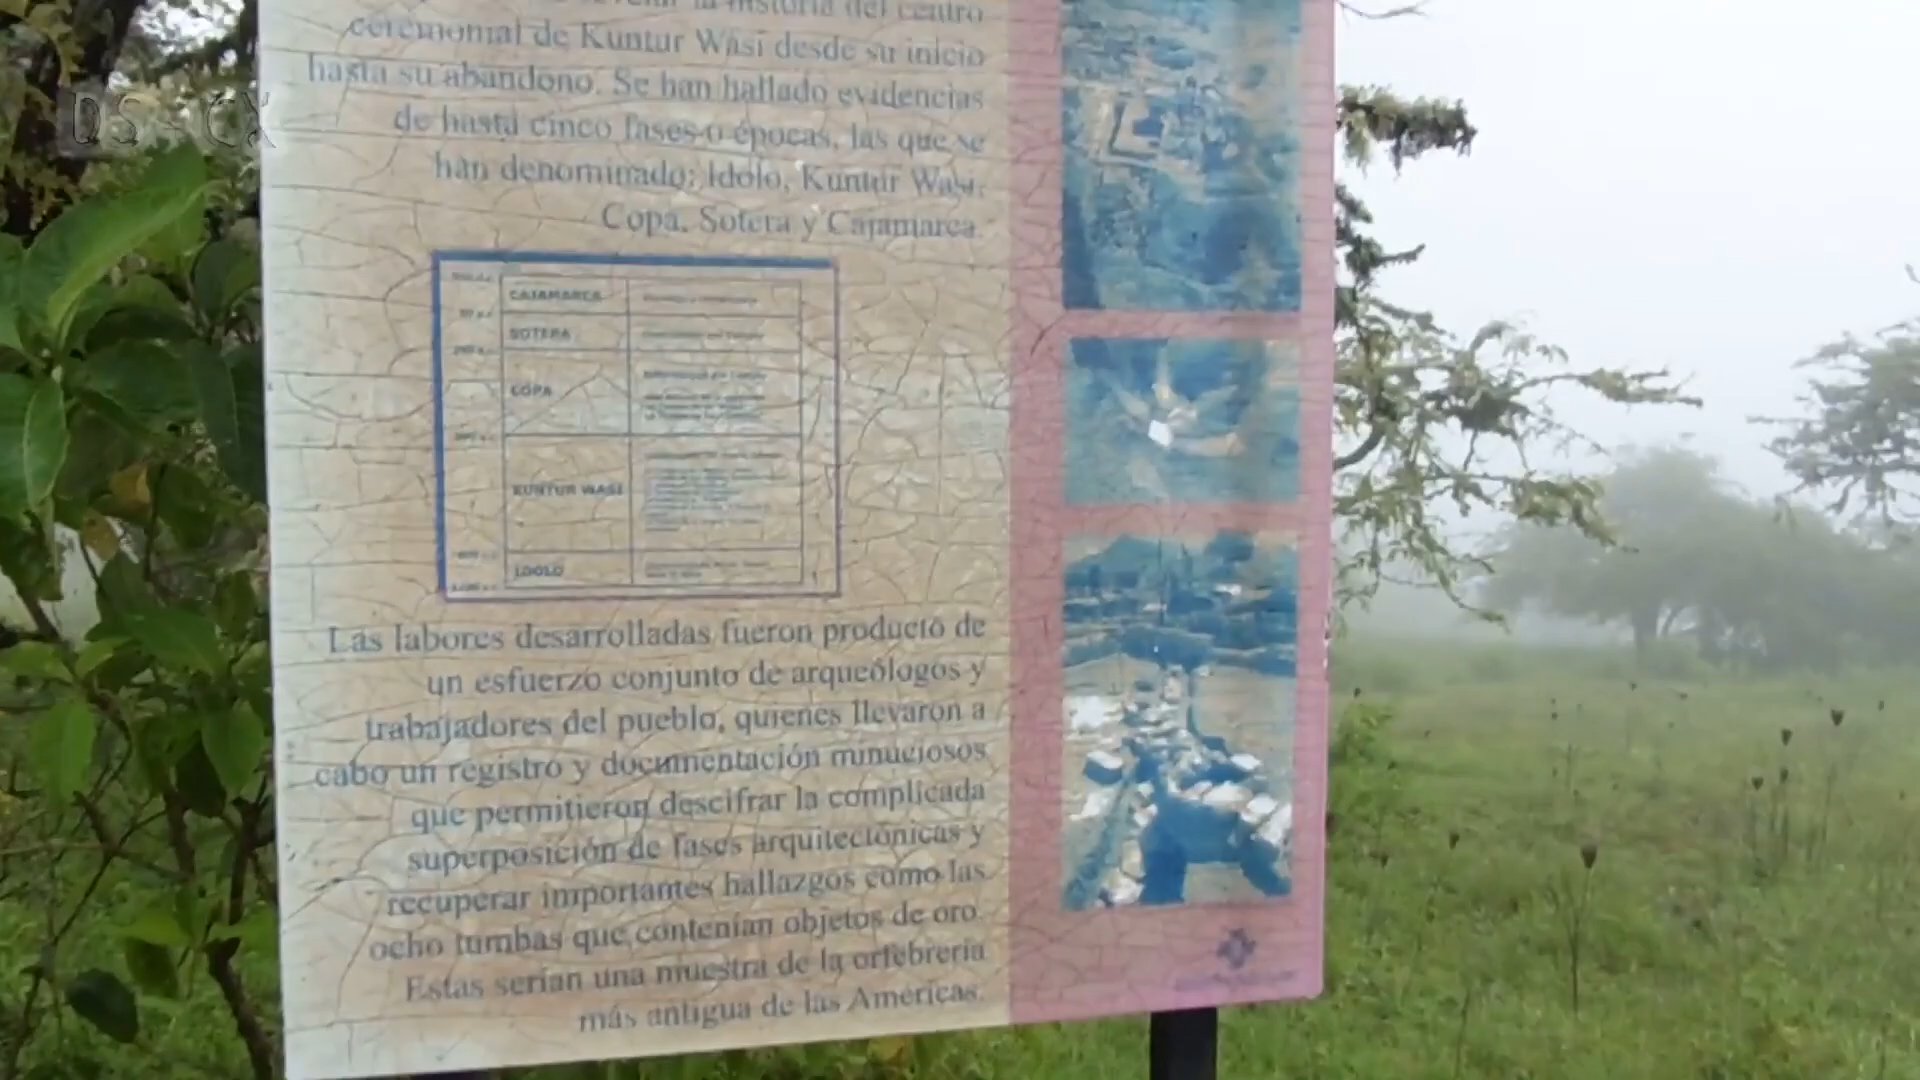 DS-CX
la historia del centro
ceremonial de Kuntur Wasi desde su inicio
hasta su abandono. Se han hallado evidencias
de hasta cinco fases o épocas, las que se
han denominado: Idolo, Kuntur Wasi,
Copa, Sotera y Cajamarca.
CAJAMARCA
SOTERA
COPA
KUNTUR WASI
IDOLO
Las labores desarrolladas fueron producto de
un esfuerzo conjunto de arqueólogos y
trabajadores del pueblo, quienes llevaron a
cabo un registro y documentación minuciosos
que permitieron descifrar la complicada
superposición de fases arquitectónicas y
recuperar importantes hallazgos como las
ocho tumbas que contenían objetos de oro.
Estas serían una muestra de la orfebrería
más antigua de las Américas.